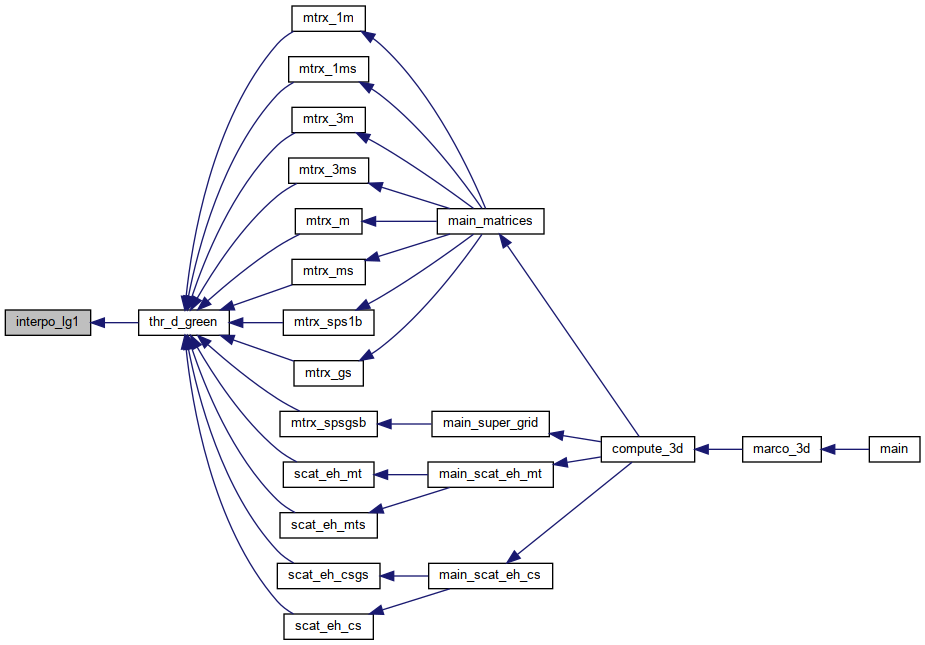 mtrx_1m
mtrx_1ms
mtrx_3m
mtrx_3ms
mtrx_m
main_matrices
mtrx_ms
interpo_lg1
thr_d_green
mtrx_sps1b
mtrx_gs
mtrx_spsgsb
main_super_grid
compute_3d
marco_3d
main
scat_eh_mt
main_scat_eh_mt
scat_eh_mts
scat_eh_csgs
main_scat_eh_cs
scat_eh_cs